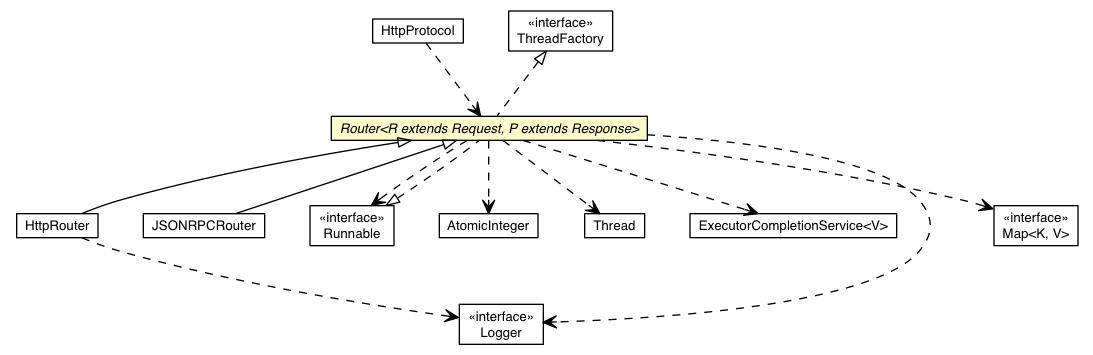 HttpProtocol
«interface»
ThreadFactory
Router<R extends Request, P extends Response>
HttpRouter
JSONRPCRouter
«interface»
Runnable
AtomicInteger
Thread
ExecutorCompletionService<V>
«interface»
Map<K, V>
«interface»
Logger